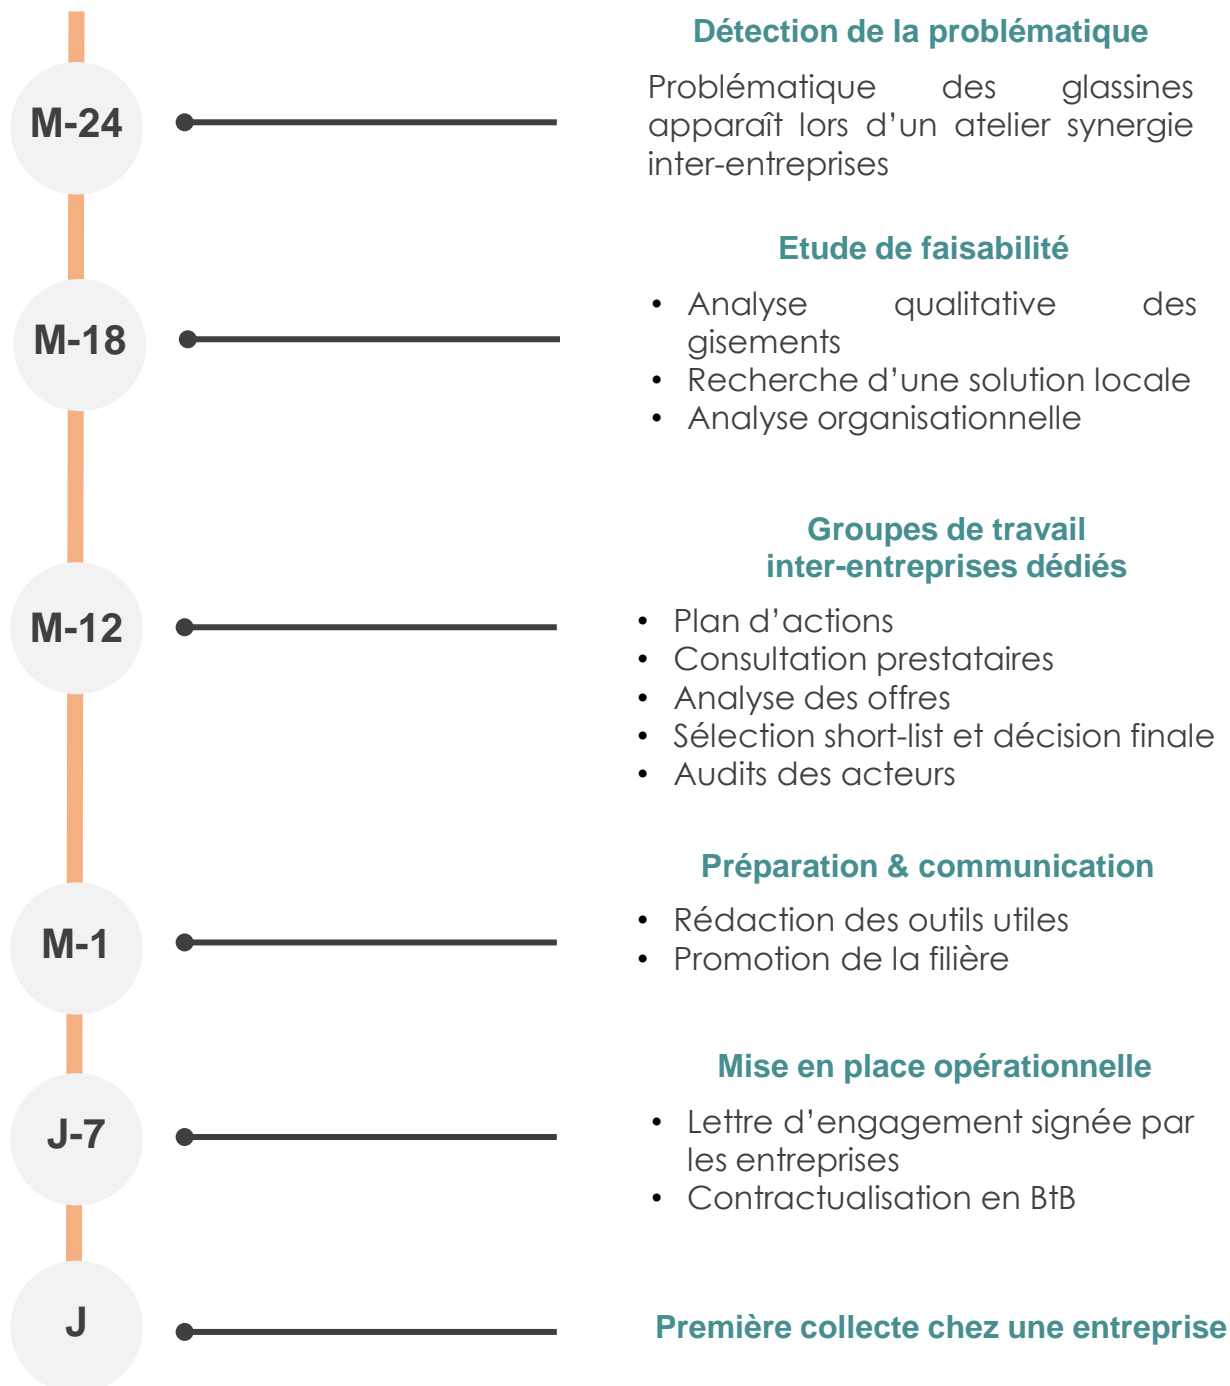 Détection de la problématique
M-24
Problématique des glassines
apparaît lors d’un atelier synergie
inter-entreprises
Etude de faisabilité
M-18
• Analyse qualitative des
gisements
• Recherche d’une solution locale
• Analyse organisationnelle
Groupes de travail
inter-entreprises dédiés
M-12
• Plan d’actions
• Consultation prestataires
• Analyse des offres
• Sélection short-list et décision finale
• Audits des acteurs
Préparation & communication
M-1
• Rédaction des outils utiles
• Promotion de la filière
Mise en place opérationnelle
J-7
• Lettre d’engagement signée par
les entreprises
• Contractualisation en BtB
J
Première collecte chez une entreprise